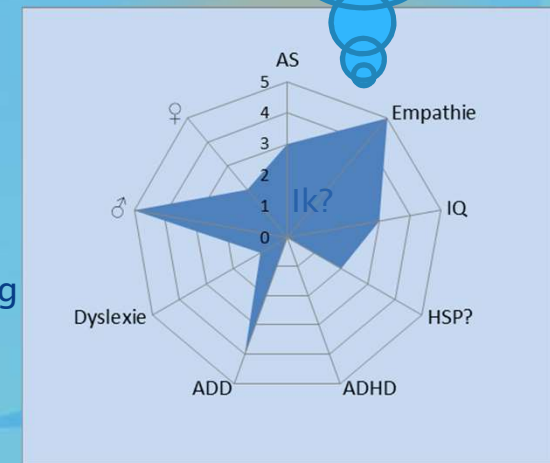 AS
5
4
3
2
1
0
Empathie
IQ
HSP?
ADHD
ADD
Dyslexie
♂
♀
Ik?
g